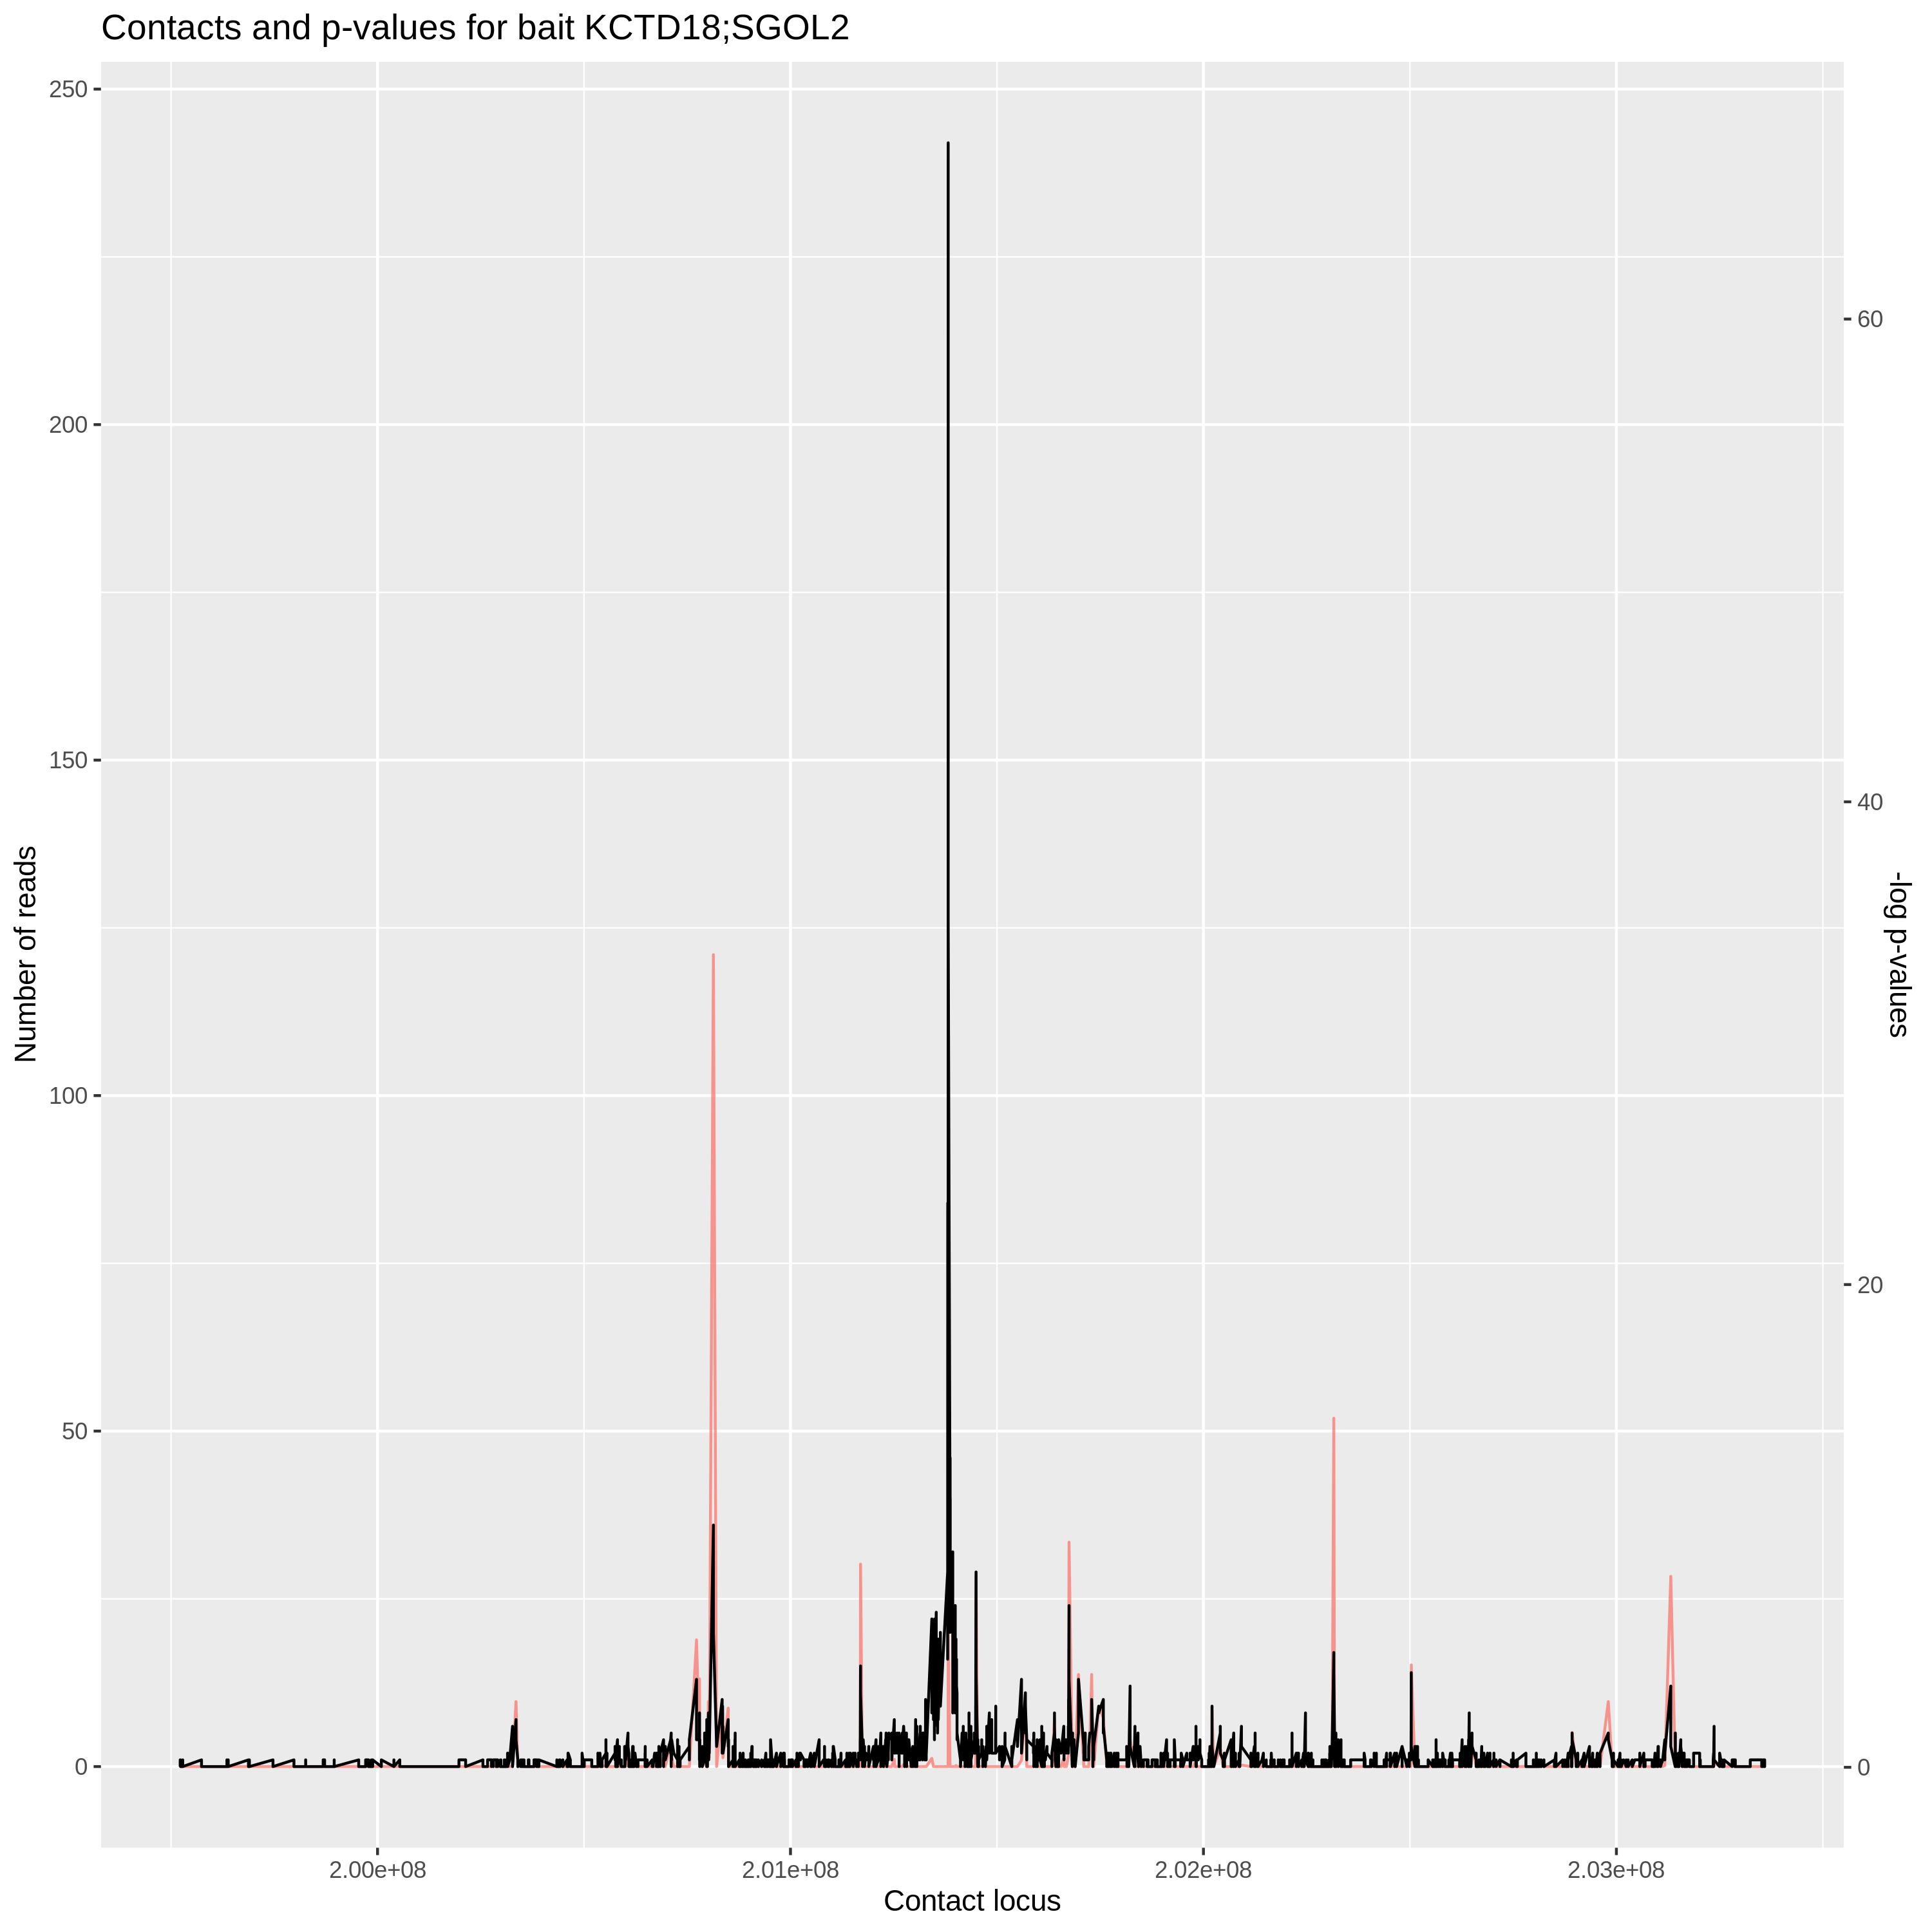 Contacts and p-values for bait KCTD18;SGOL2
250
200
150
100
50
0
Number of reads
60
40
20
0
-log p-values
2.00e+08
2.01e+08
2.02e+08
2.03e+08
Contact locus